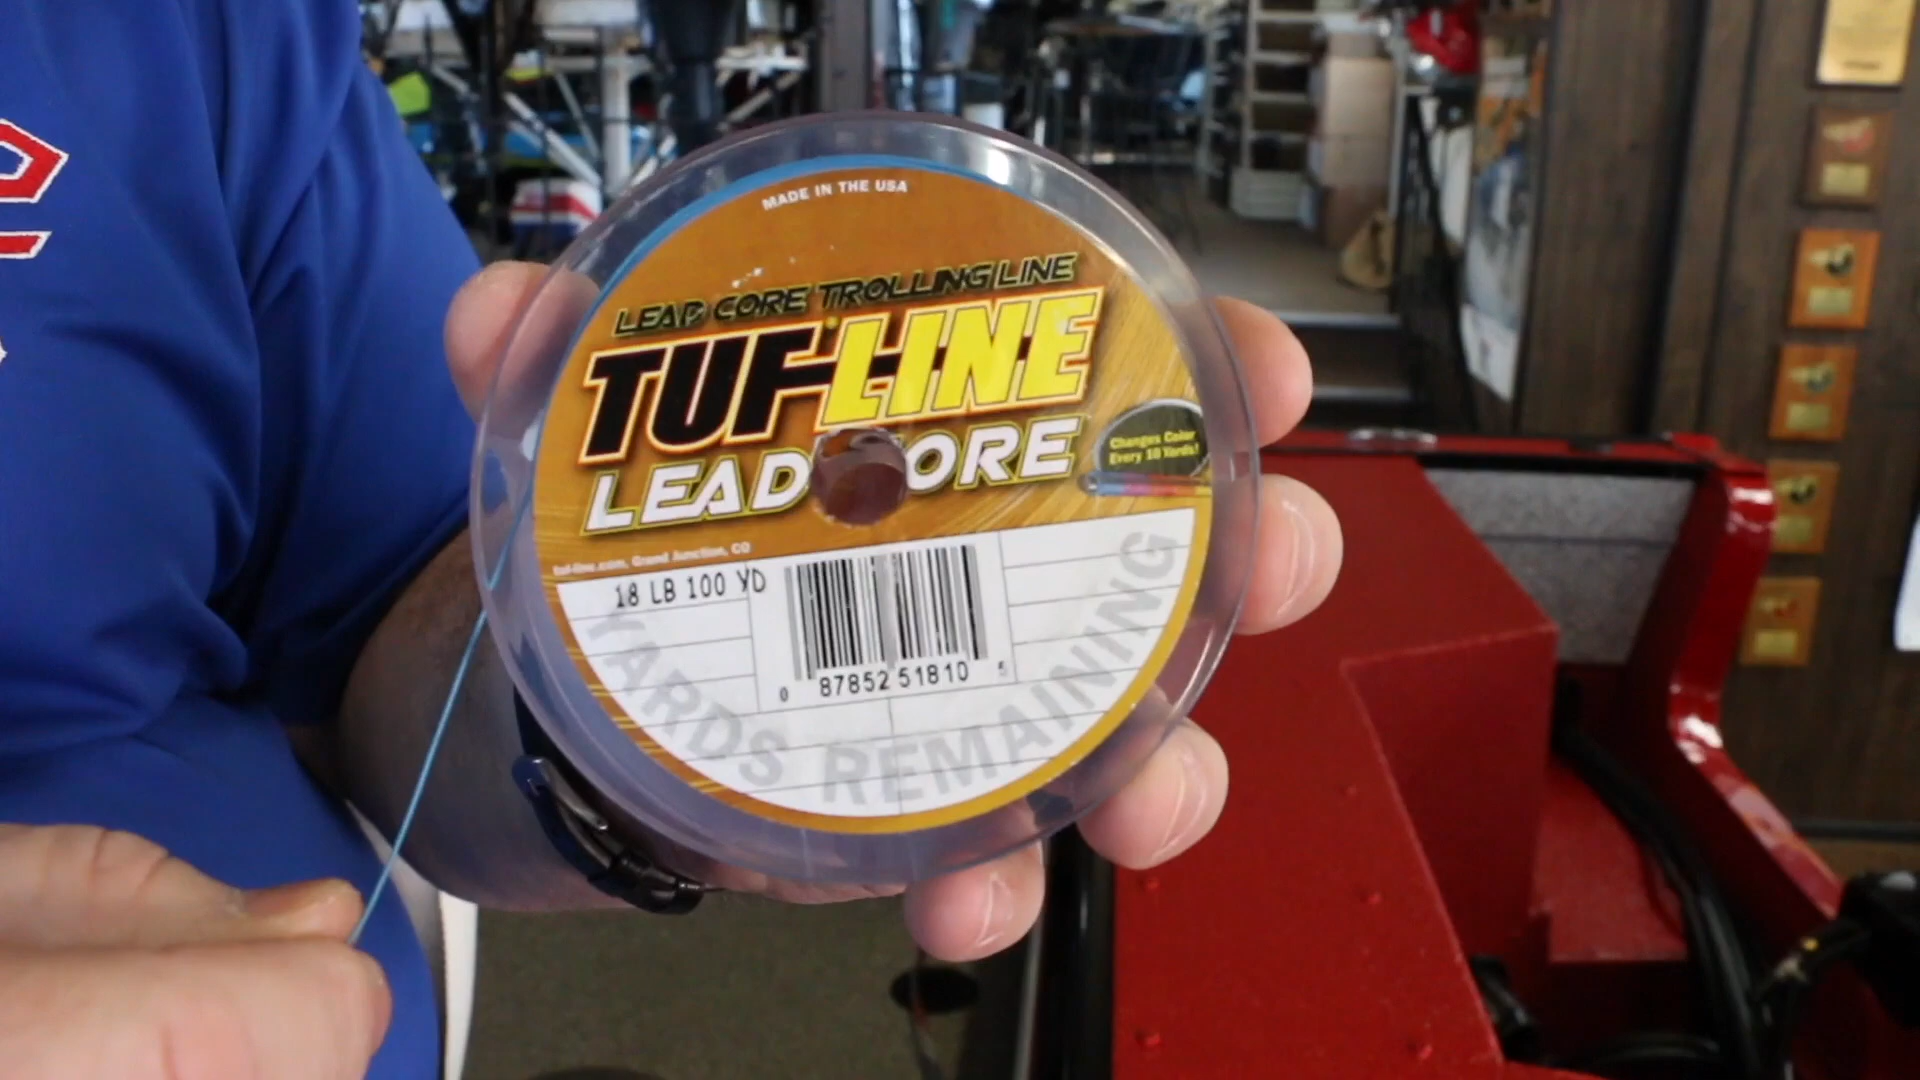 MADE IN THE USA
LEAD CORE TROLLING LINE
TUF-LINE
LEAD CORE
Changes Color
Every 10 Yards!
tuf-line.com, Grand Junction, CO
18 LB 100 YD
0 87852 51810 5
YARDS REMAINING